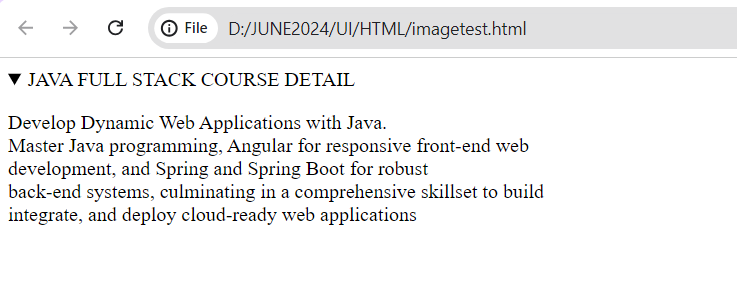 File D:/JUNE2024/UI/HTML/imagetest.html
JAVA FULL STACK COURSE DETAIL
Develop Dynamic Web Applications with Java.
Master Java programming, Angular for responsive front-end web
development, and Spring and Spring Boot for robust
back-end systems, culminating in a comprehensive skillset to build
integrate, and deploy cloud-ready web applications